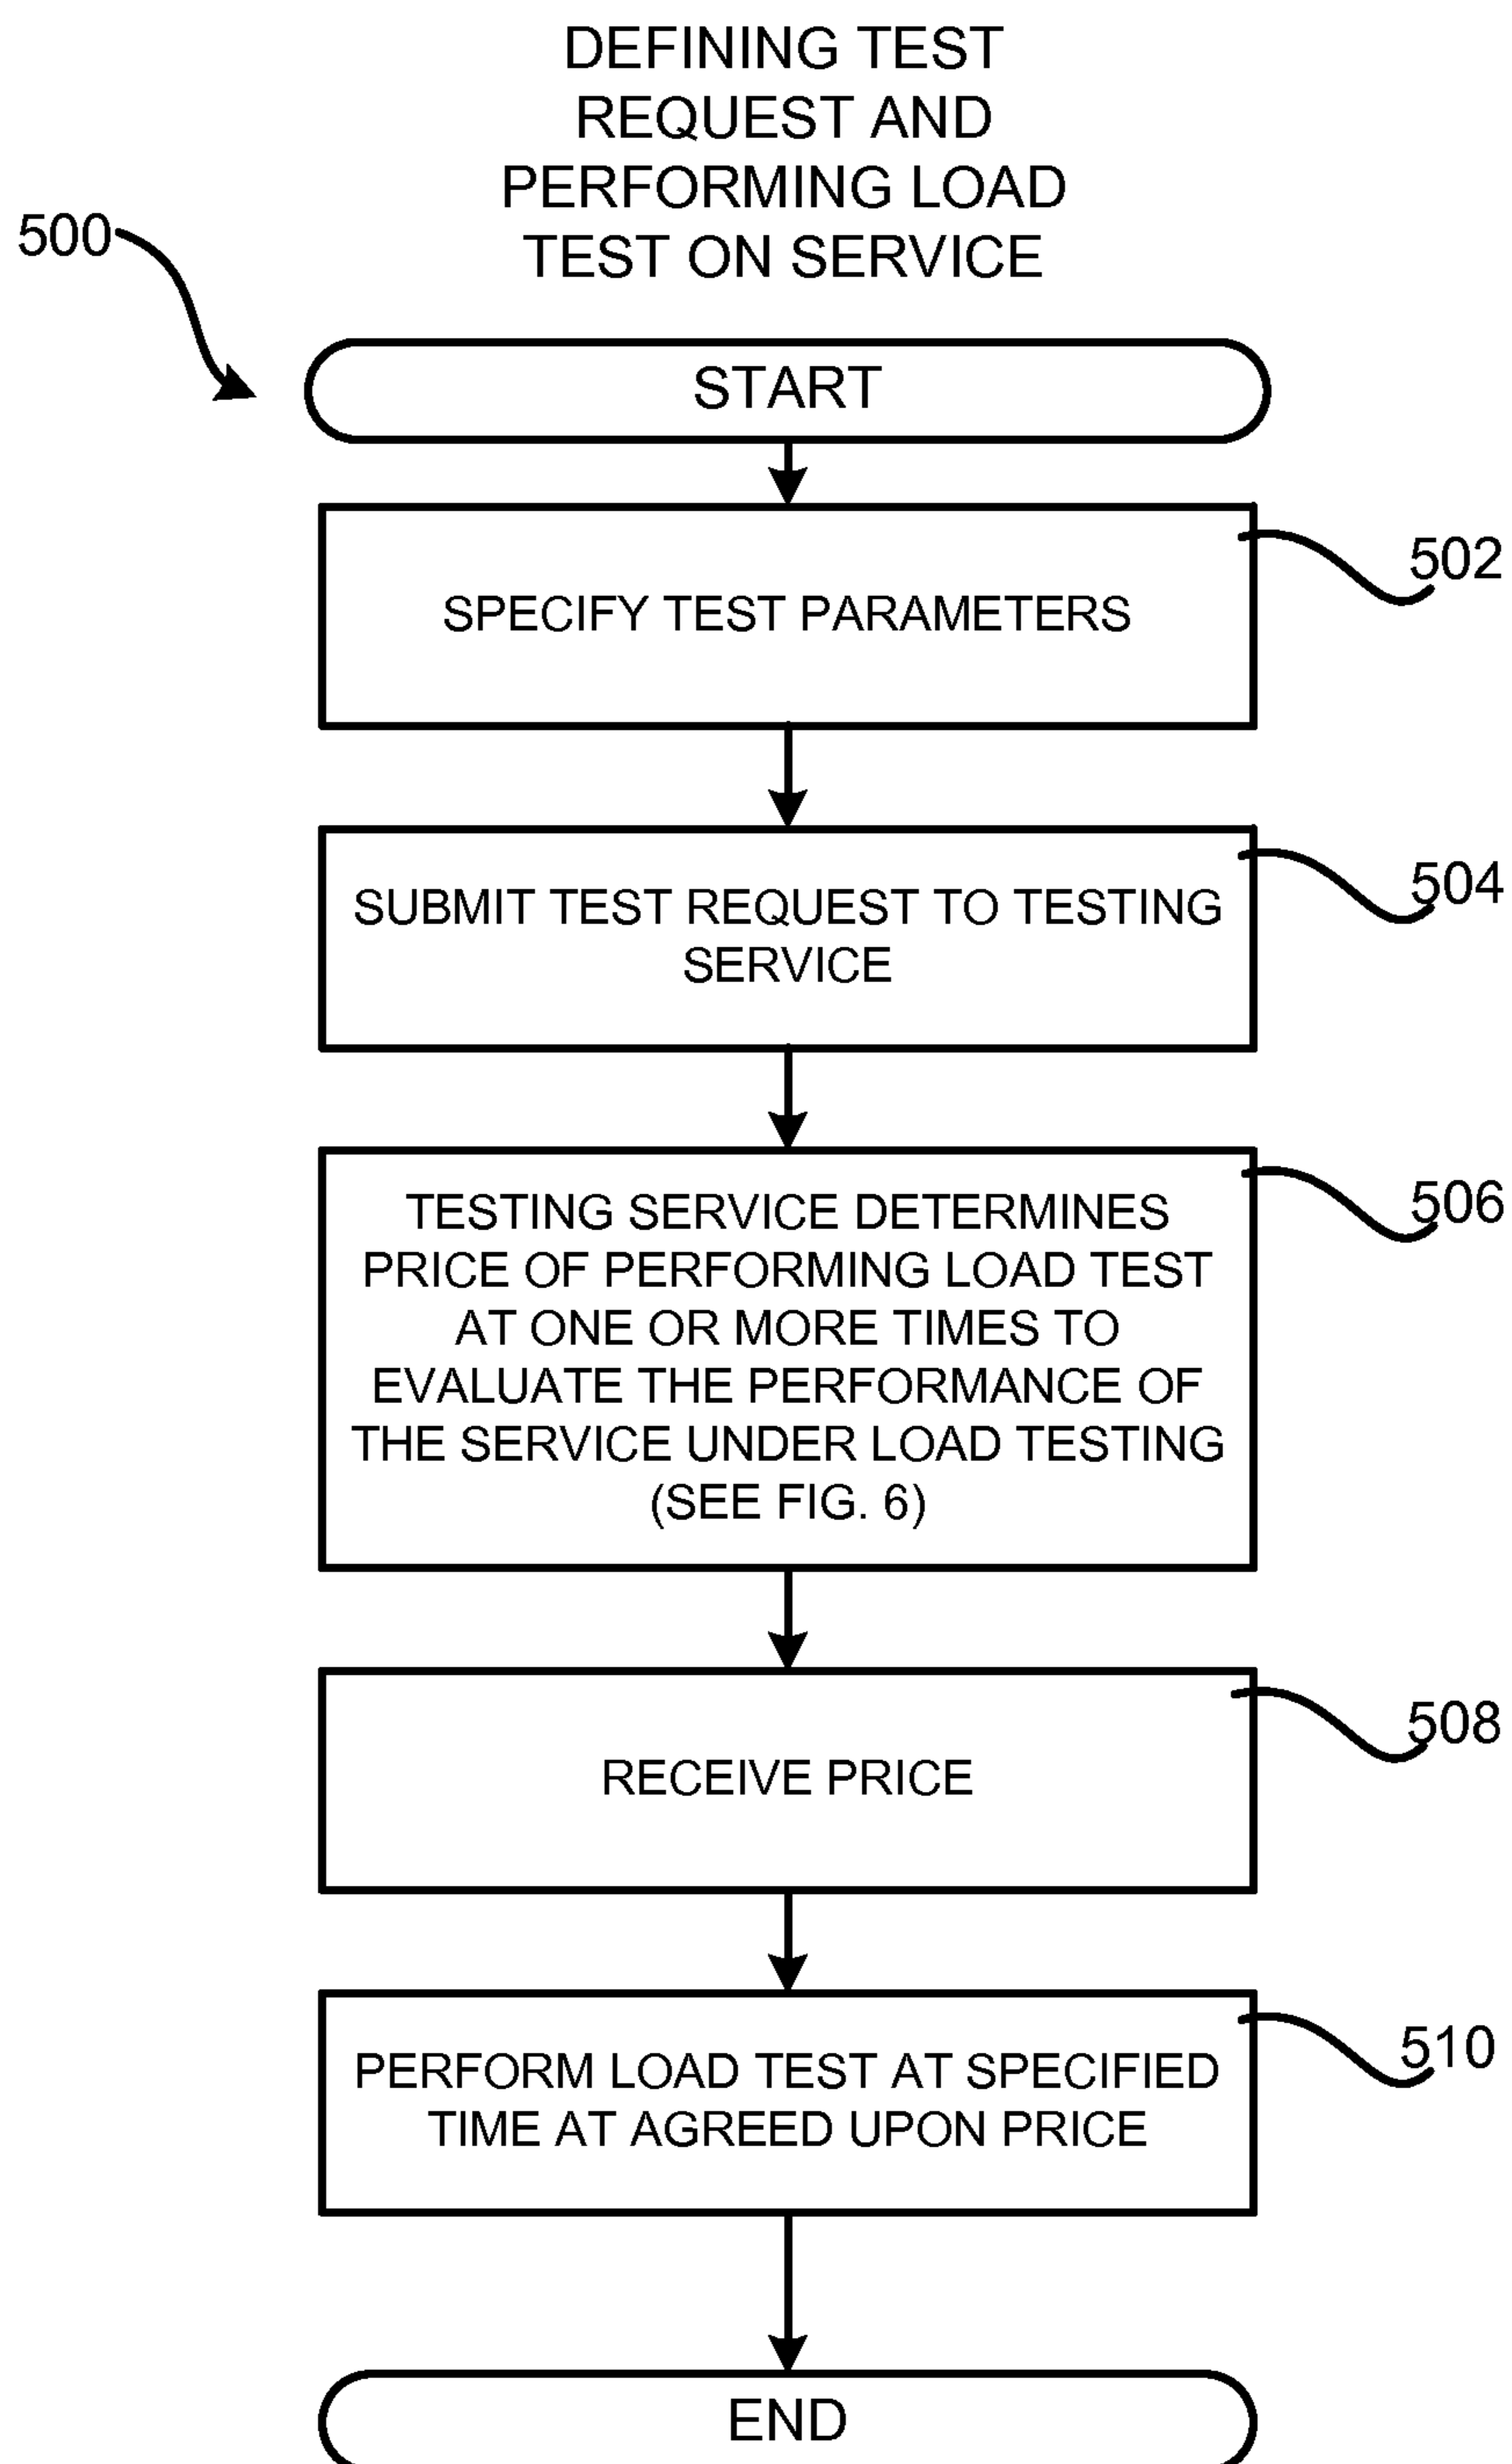 DEFINING TEST
REQUEST AND
PERFORMING LOAD
TEST ON SERVICE
500
START
502
SPECIFY TEST PARAMETERS
504
SUBMIT TEST REQUEST TO TESTING
SERVICE
506
TESTING SERVICE DETERMINES
PRICE OF PERFORMING LOAD TEST
AT ONE OR MORE TIMES TO
EVALUATE THE PERFORMANCE OF
THE SERVICE UNDER LOAD TESTING
(SEE FIG. 6)
508
RECEIVE PRICE
510
PERFORM LOAD TEST AT SPECIFIED
TIME AT AGREED UPON PRICE
END